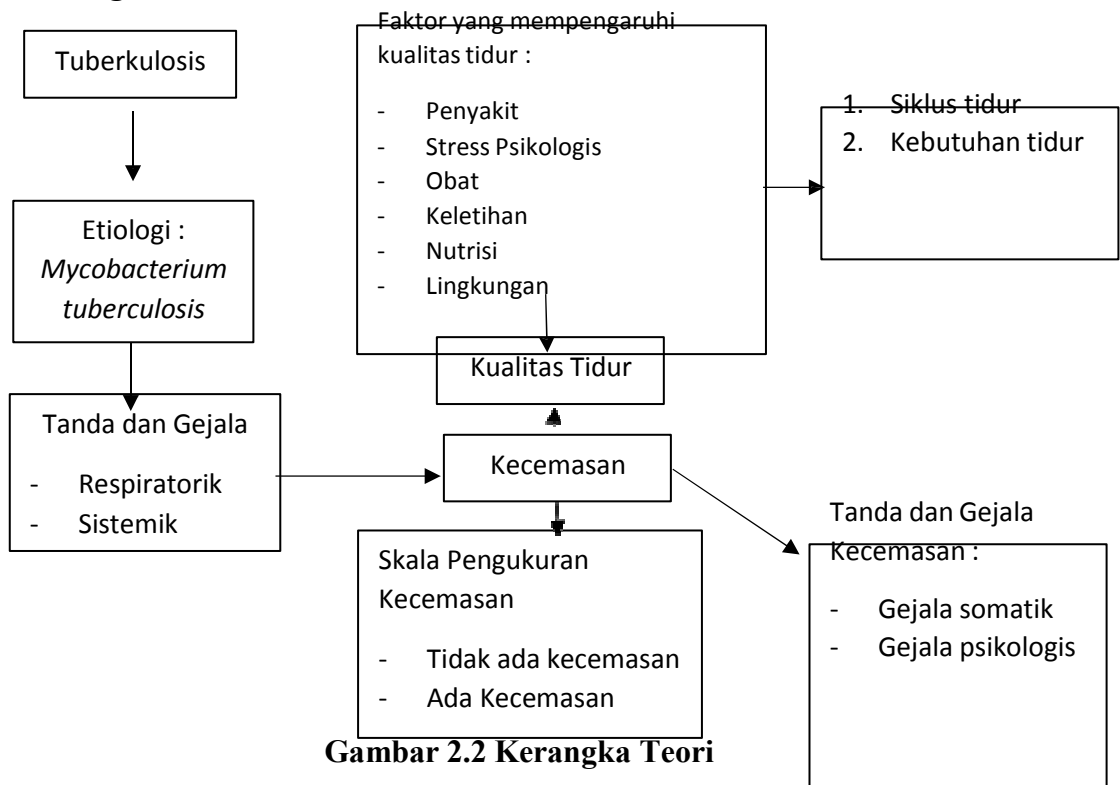 Tuberkulosis
Etiologi :
Mycobacterium
tuberculosis
Tanda dan Gejala
- Respiratorik
- Sistemik
Faktor yang mempengaruhi
kualitas tidur :
- Penyakit
- Stress Psikologis
- Obat
- Keletihan
- Nutrisi
- Lingkungan
1. Siklus tidur
2. Kebutuhan tidur
Kualitas Tidur
Kecemasan
Skala Pengukuran
Kecemasan
- Tidak ada kecemasan
- Ada Kecemasan
Tanda dan Gejala
Kecemasan :
- Gejala somatik
- Gejala psikologis
Gambar 2.2 Kerangka Teori